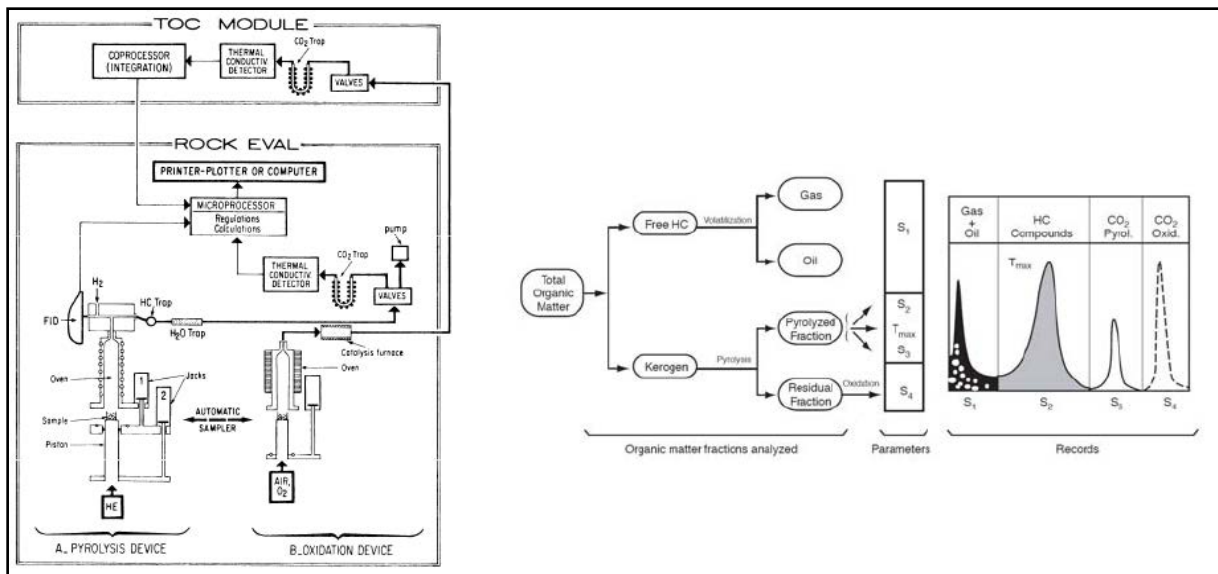 TOC MODULE
COPROCESSOR
(INTEGRATION)
THERMAL
CONDUCTIV.
DETECTOR
CO2 Trap
VALVES
ROCK EVAL
PRINTER-PLOTTER OR COMPUTER
MICROPROCESSOR
Regulations
Calculations
pump
THERMAL
CONDUCTIV.
DETECTOR
CO2 Trap
VALVES
H2
HC Trap
FID
H2O Trap
Catalysis furnace
Oven
Oven
Jacks
1
2
Sample
Piston
AUTOMATIC
SAMPLER
HE
AIR,
O2
A_ PYROLYSIS DEVICE
B_OXIDATION DEVICE
Total
Organic
Matter
Free HC
Volatilization
Gas
Oil
Kerogen
Pyrolysis
Pyrolyzed
Fraction
Residual
Fraction
Oxidation
S1
S2
Tmax
S3
S4
Organic matter fractions analyzed
Parameters
Gas
+
Oil
HC
Compounds
CO2
Pyrol.
CO2
Oxid.
Tmax
S1
S2
S3
S4
Records